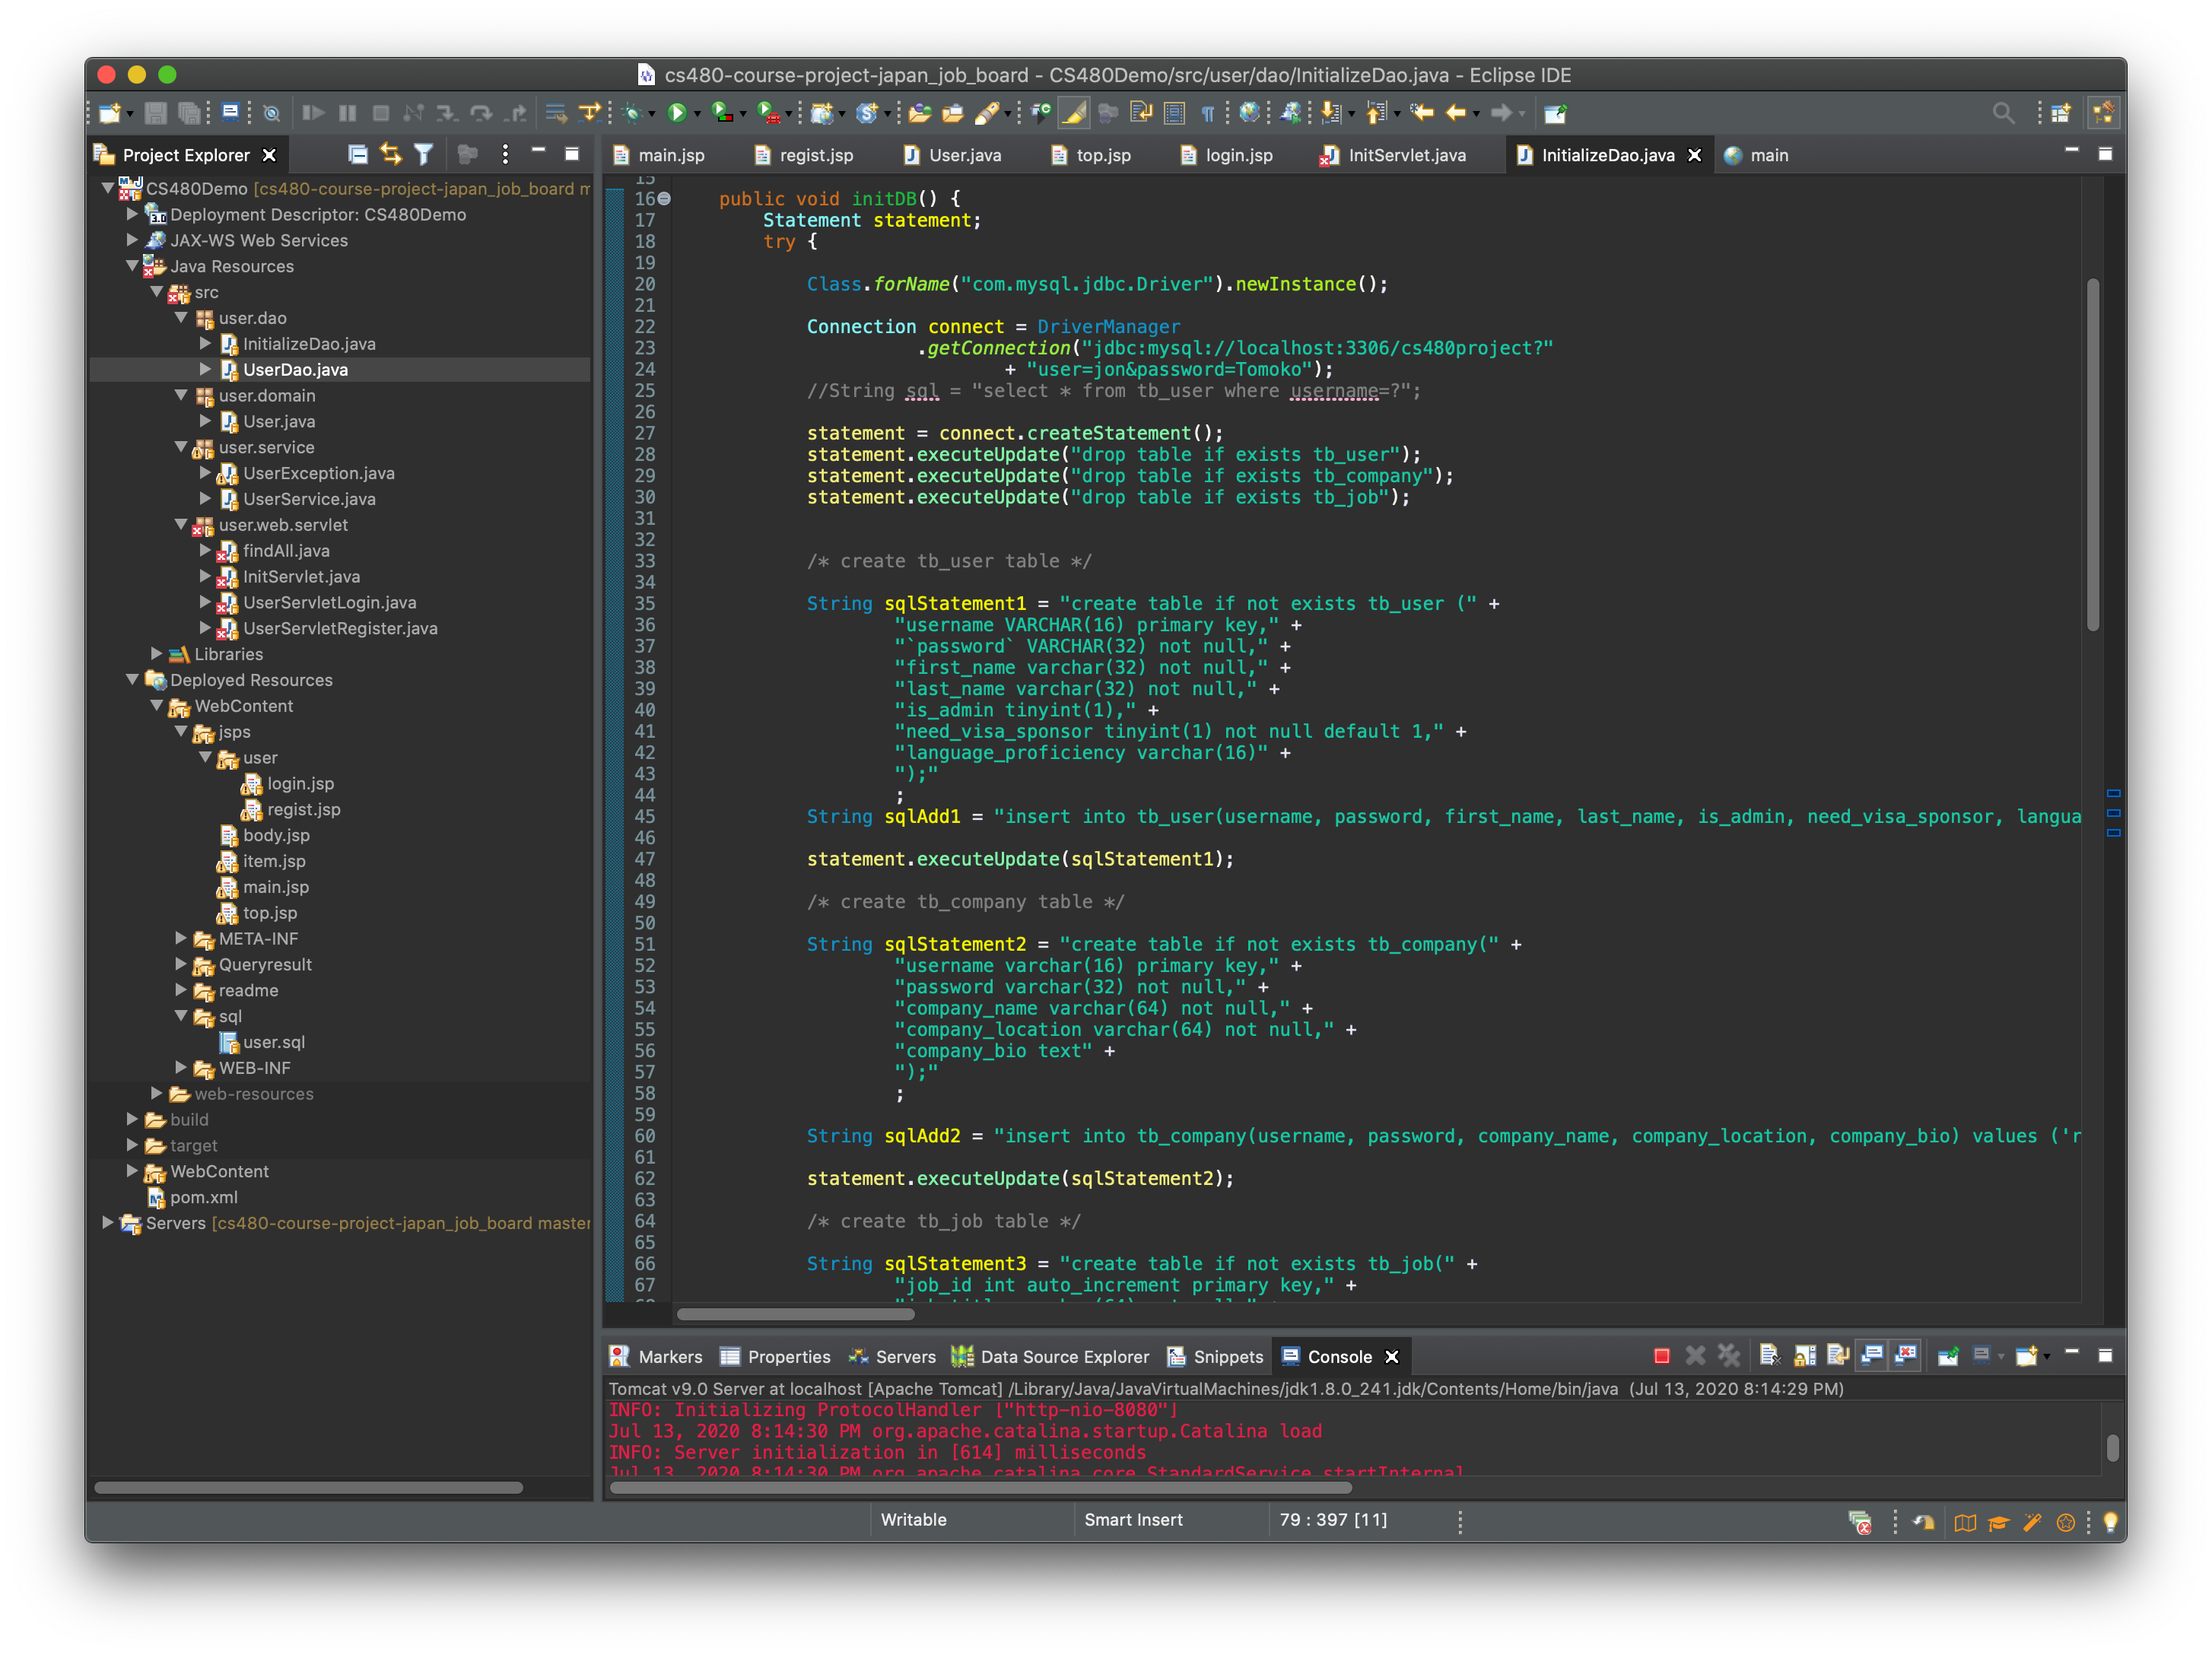 cs480-course-project-japan_job_board - CS480Demo/src/user/dao/InitializeDao.java - Eclipse IDE
Project Explorer
CS480Demo [cs480-course-project-japan_job_board m
Deployment Descriptor: CS480Demo
JAX-WS Web Services
Java Resources
src
user.dao
InitializeDao.java
UserDao.java
user.domain
User.java
user.service
UserException.java
UserService.java
user.web.servlet
findAll.java
InitServlet.java
UserServletLogin.java
UserServletRegister.java
Libraries
Deployed Resources
WebContent
jsps
user
login.jsp
regist.jsp
body.jsp
item.jsp
main.jsp
top.jsp
META-INF
Queryresult
readme
sql
user.sql
WEB-INF
web-resources
build
target
WebContent
pom.xml
Servers [cs480-course-project-japan_job_board master
main.jsp regist.jsp User.java top.jsp login.jsp InitServlet.java InitializeDao.java main
15
16 public void initDB() {
17 Statement statement;
18 try {
19
20 Class.forName("com.mysql.jdbc.Driver").newInstance();
21
22 Connection connect = DriverManager
23 .getConnection("jdbc:mysql://localhost:3306/cs480project?"
24 + "user=jon&password=Tomoko");
25 //String sql = "select * from tb_user where username=?";
26
27 statement = connect.createStatement();
28 statement.executeUpdate("drop table if exists tb_user");
29 statement.executeUpdate("drop table if exists tb_company");
30 statement.executeUpdate("drop table if exists tb_job");
31
32
33 /* create tb_user table */
34
35 String sqlStatement1 = "create table if not exists tb_user (" +
36 "username VARCHAR(16) primary key," +
37 "`password` VARCHAR(32) not null," +
38 "first_name varchar(32) not null," +
39 "last_name varchar(32) not null," +
40 "is_admin tinyint(1)," +
41 "need_visa_sponsor tinyint(1) not null default 1," +
42 "language_proficiency varchar(16)" +
43 ");"
44 ;
45 String sqlAdd1 = "insert into tb_user(username, password, first_name, last_name, is_admin, need_visa_sponsor, langua
46
47 statement.executeUpdate(sqlStatement1);
48
49 /* create tb_company table */
50
51 String sqlStatement2 = "create table if not exists tb_company(" +
52 "username varchar(16) primary key," +
53 "password varchar(32) not null," +
54 "company_name varchar(64) not null," +
55 "company_location varchar(64) not null," +
56 "company_bio text" +
57 ");"
58 ;
59
60 String sqlAdd2 = "insert into tb_company(username, password, company_name, company_location, company_bio) values ('r
61
62 statement.executeUpdate(sqlStatement2);
63
64 /* create tb_job table */
65
66 String sqlStatement3 = "create table if not exists tb_job(" +
67 "job_id int auto_increment primary key," +
Markers Properties Servers Data Source Explorer Snippets Console
Tomcat v9.0 Server at localhost [Apache Tomcat] /Library/Java/JavaVirtualMachines/jdk1.8.0_241.jdk/Contents/Home/bin/java (Jul 13, 2020 8:14:29 PM)
INFO: Initializing ProtocolHandler ["http-nio-8080"]
Jul 13, 2020 8:14:30 PM org.apache.catalina.startup.Catalina load
INFO: Server initialization in [614] milliseconds
Jul 13, 2020 8:14:30 PM org.apache.catalina.core.StandardService startInternal
Writable Smart Insert 79 : 397 [11]